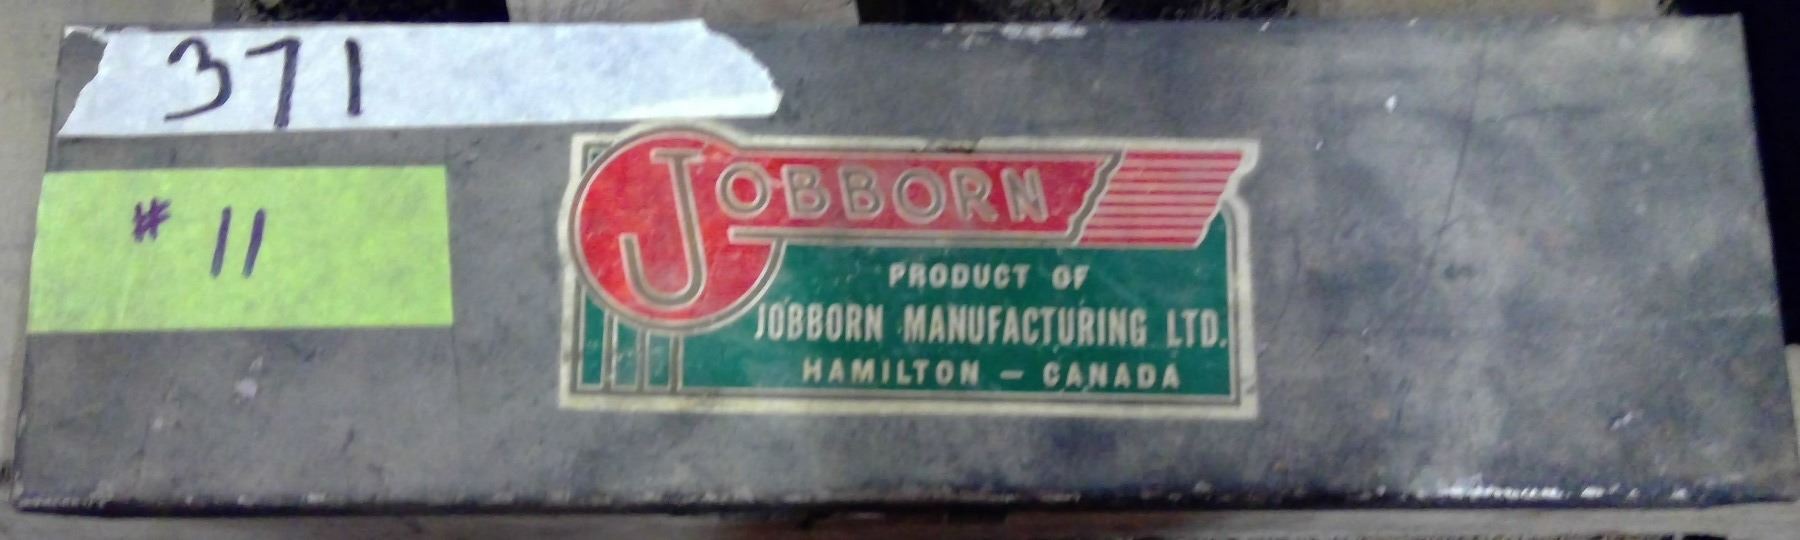 371
# 11
JOBBORN
PRODUCT OF
JOBBORN MANUFACTURING LTD.
HAMILTON — CANADA